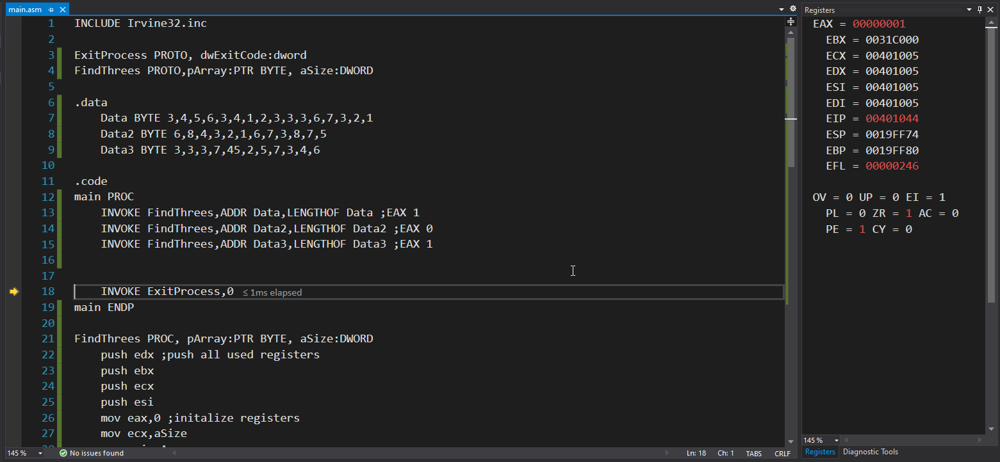 main.asm
Registers
1 INCLUDE Irvine32.inc
2
3 ExitProcess PROTO, dwExitCode:dword
4 FindThrees PROTO,pArray:PTR BYTE, aSize:DWORD
5
6 .data
7 Data BYTE 3,4,5,6,3,4,1,2,3,3,3,6,7,3,2,1
8 Data2 BYTE 6,8,4,3,2,1,6,7,3,8,7,5
9 Data3 BYTE 3,3,3,7,45,2,5,7,3,4,6
10
11 .code
12 main PROC
13 INVOKE FindThrees,ADDR Data,LENGTHOF Data ;EAX 1
14 INVOKE FindThrees,ADDR Data2,LENGTHOF Data2 ;EAX 0
15 INVOKE FindThrees,ADDR Data3,LENGTHOF Data3 ;EAX 1
16
17
18 INVOKE ExitProcess,0 ≤ 1ms elapsed
19 main ENDP
20
21 FindThrees PROC, pArray:PTR BYTE, aSize:DWORD
22 push edx ;push all used registers
23 push ebx
24 push ecx
25 push esi
26 mov eax,0 ;initalize registers
27 mov ecx,aSize
145 %
No issues found
Ln: 18 Ch: 1 TABS CRLF
EAX = 00000001
EBX = 0031C000
ECX = 00401005
EDX = 00401005
ESI = 00401005
EDI = 00401005
EIP = 00401044
ESP = 0019FF74
EBP = 0019FF80
EFL = 00000246
OV = 0 UP = 0 EI = 1
PL = 0 ZR = 1 AC = 0
PE = 1 CY = 0
145 %
Registers Diagnostic Tools